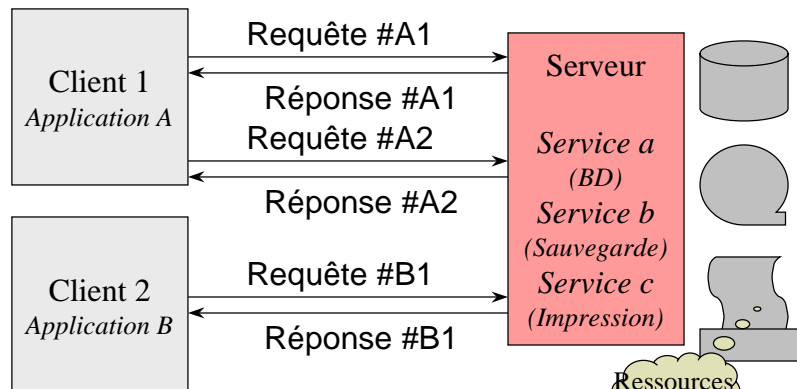 Client 1
Application A
Requête #A1
Réponse #A1
Requête #A2
Réponse #A2
Client 2
Application B
Requête #B1
Réponse #B1
Serveur
Service a
(BD)
Service b
(Sauvegarde)
Service c
(Impression)
Ressources